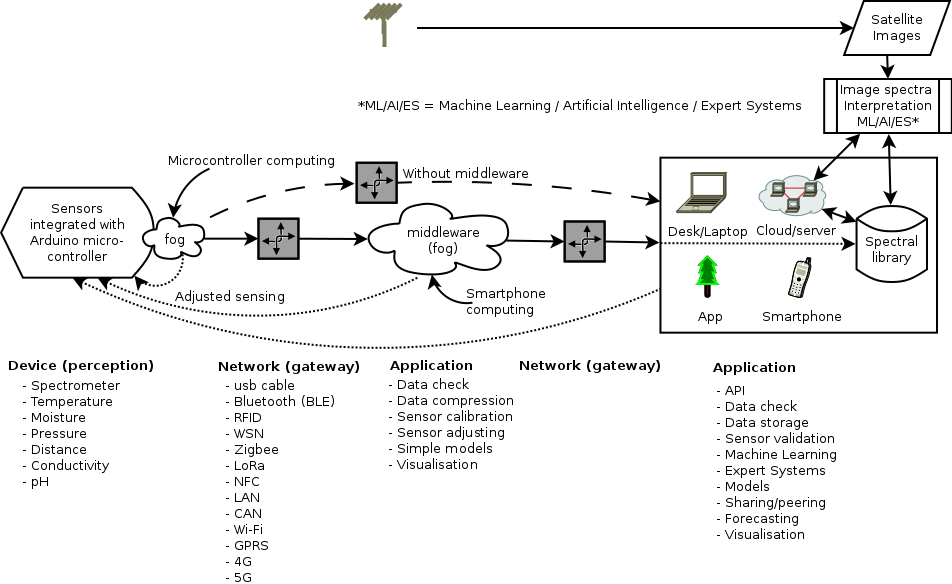 Satellite
Images
Image spectra
Interpretation
ML/AI/ES*
*ML/AI/ES = Machine Learning / Artificial Intelligence / Expert Systems
Microcontroller computing
Without middleware
Sensors
integrated with
Arduino micro-
controller
fog
middleware
(fog)
Desk/Laptop
Cloud/server
Spectral
library
Adjusted sensing
Smartphone
computing
App
Smartphone
Device (perception)
- Spectrometer
- Temperature
- Moisture
- Pressure
- Distance
- Conductivity
- pH
Network (gateway)
- usb cable
- Bluetooth (BLE)
- RFID
- WSN
- Zigbee
- LoRa
- NFC
- LAN
- CAN
- Wi-Fi
- GPRS
- 4G
- 5G
Application
- Data check
- Data compression
- Sensor calibration
- Sensor adjusting
- Simple models
- Visualisation
Network (gateway)
Application
- API
- Data check
- Data storage
- Sensor validation
- Machine Learning
- Expert Systems
- Models
- Sharing/peering
- Forecasting
- Visualisation